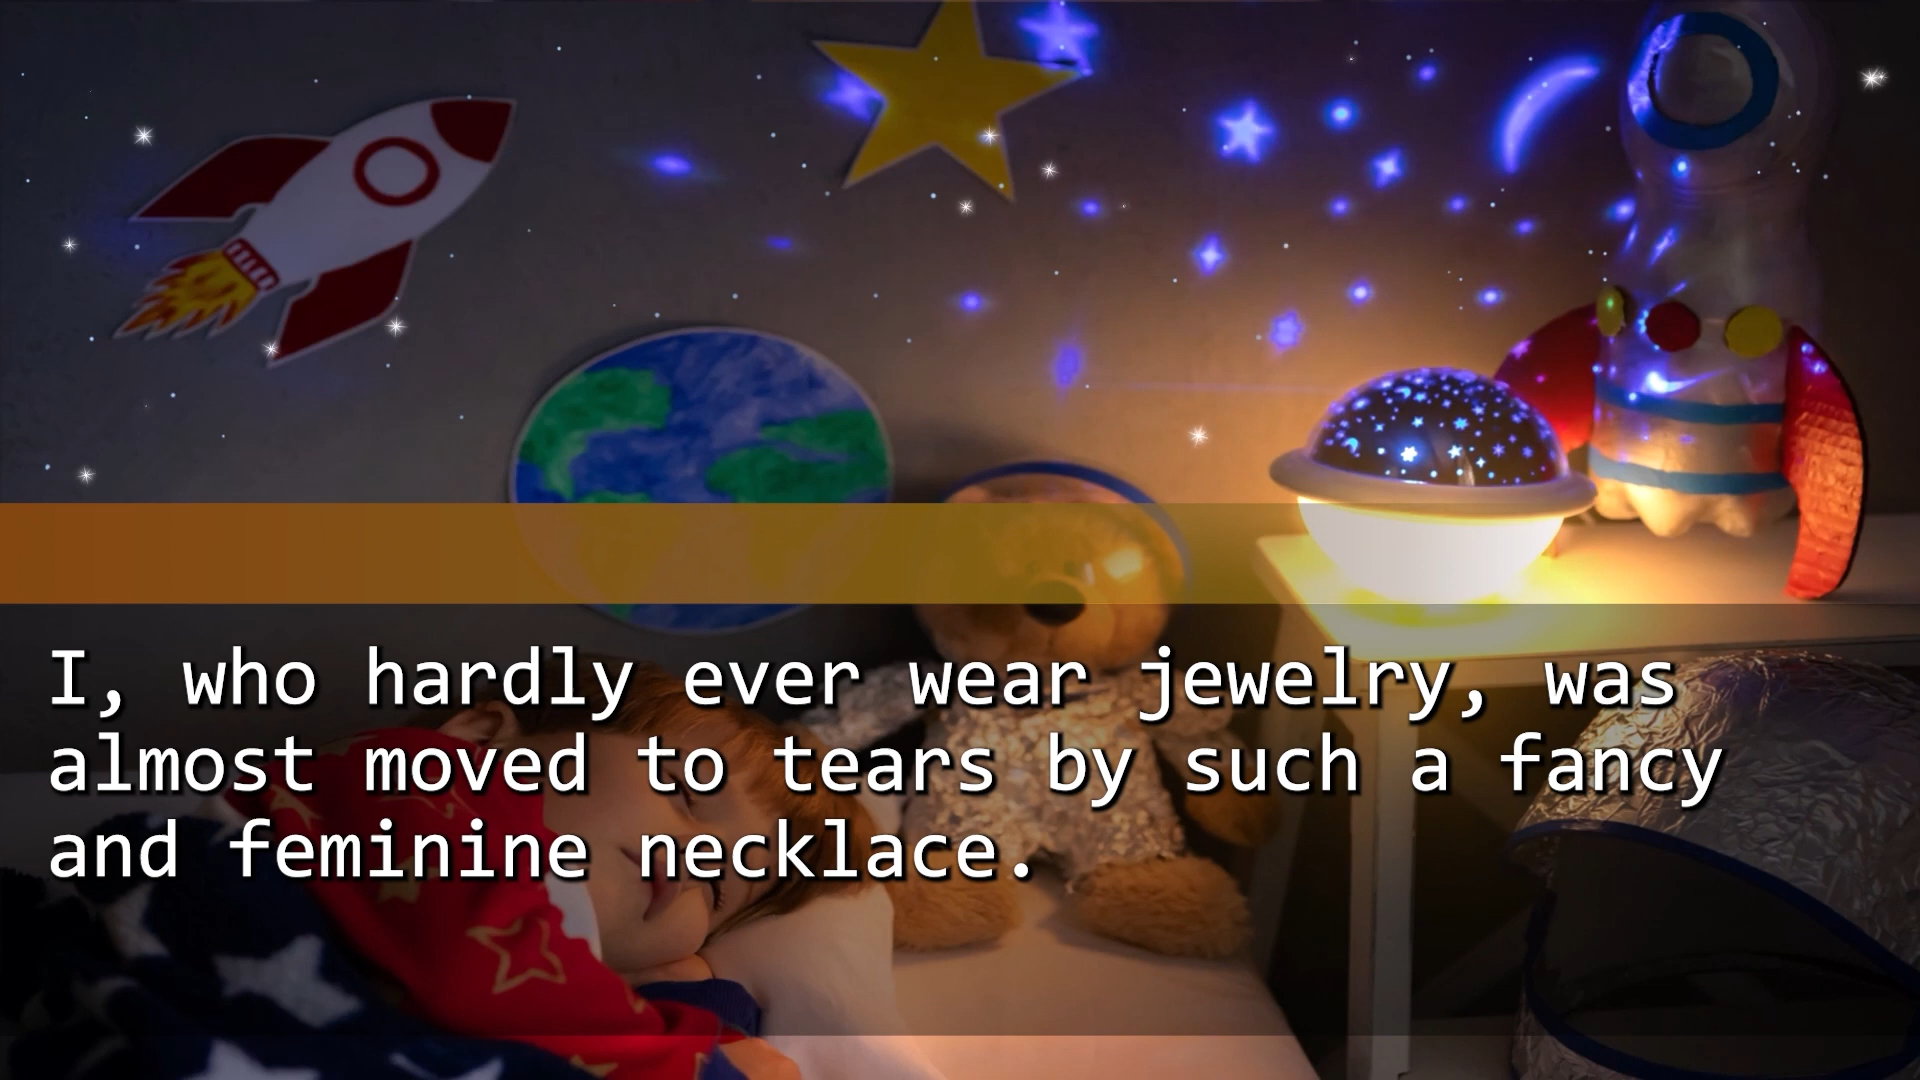 I, who hardly ever wear jewelry, was
almost moved to tears by such a fancy
and feminine necklace.